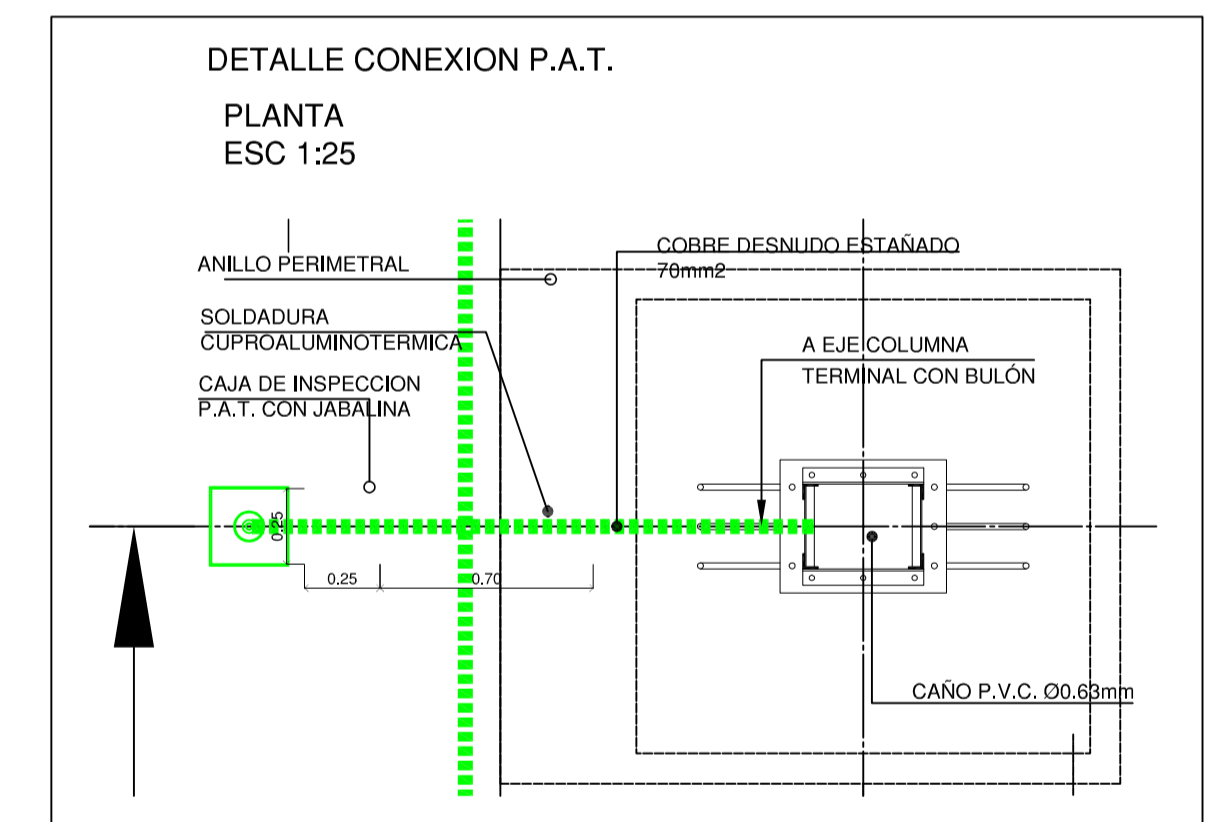 DETALLE CONEXION P.A.T.
PLANTA
ESC 1:25
ANILLO PERIMETRAL
COBRE DESNUDO ESTAÑADO
70mm2
SOLDADURA
CUPROALUMINOTERMICA
A EJE COLUMNA
TERMINAL CON BULÓN
CAJA DE INSPECCION
P.A.T. CON JABALINA
0.25
0.25
0.70
CAÑO P.V.C. Ø0.63mm